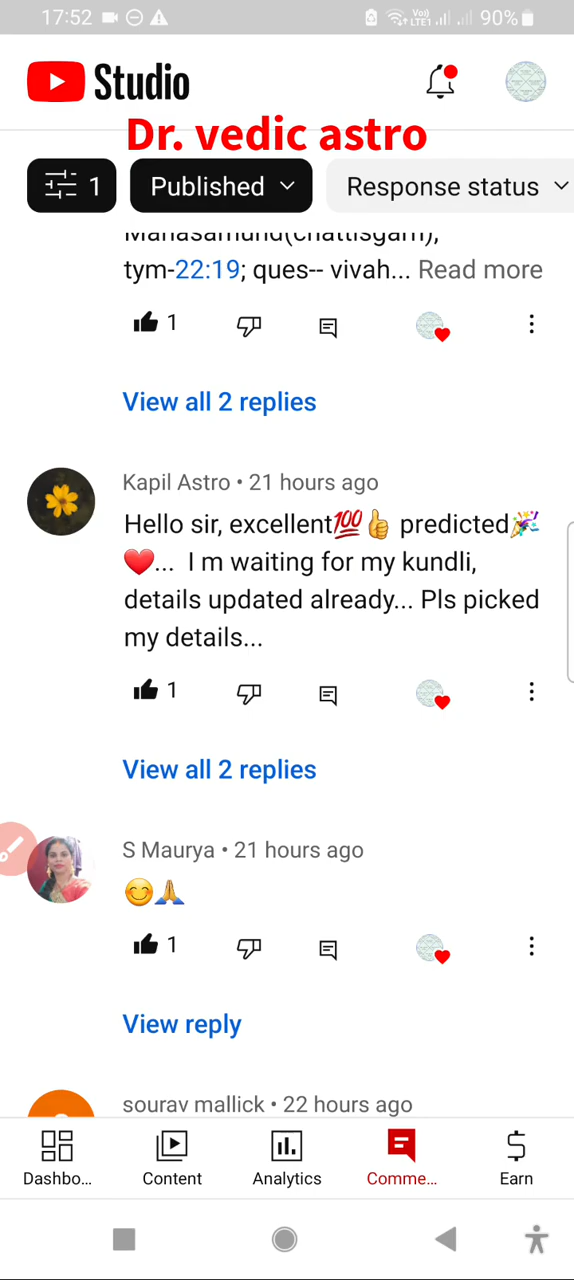 17:52
Vo) LTE1
90%
Studio
Dr. vedic astro
1
Published
Response status
Mahasamund(chattisgarh),
tym-22:19; ques-- vivah... Read more
1
View all 2 replies
Kapil Astro • 21 hours ago
Hello sir, excellent💯👍 predicted🎉
❤️... I m waiting for my kundli,
details updated already... Pls picked
my details...
1
View all 2 replies
S Maurya • 21 hours ago
😊🙏
1
View reply
sourav mallick • 22 hours ago
Dashbo...
Content
Analytics
Comme...
Earn